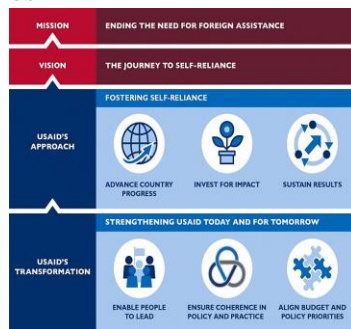 MISSION
ENDING THE NEED FOR FOREIGN ASSISTANCE
VISION
THE JOURNEY TO SELF-RELIANCE
USAID'S
APPROACH
FOSTERING SELF-RELIANCE
ADVANCE COUNTRY
PROGRESS
INVEST FOR IMPACT
SUSTAIN RESULTS
USAID'S
TRANSFORMATION
STRENGTHENING USAID TODAY AND FOR TOMORROW
ENABLE PEOPLE
TO LEAD
ENSURE COHERENCE IN
POLICY AND PRACTICE
ALIGN BUDGET AND
POLICY PRIORITIES